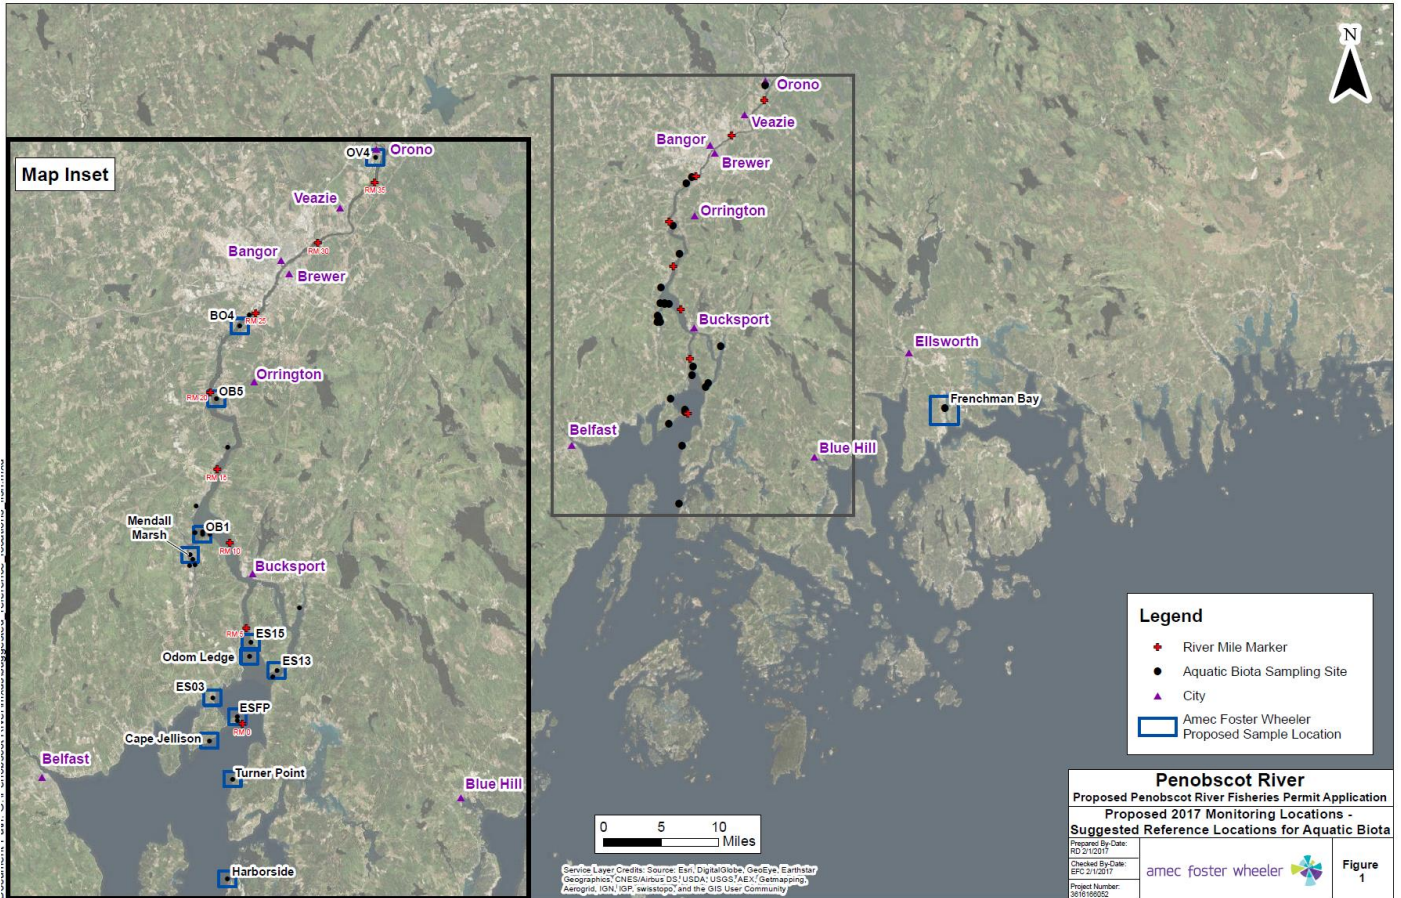 N
Orono
Veazie
Bangor
Brewer
Orrington
Bucksport
Ellsworth
Frenchman Bay
Belfast
Blue Hill
Map Inset
OV4
Orono
RM 35
Veazie
RM 30
Bangor
Brewer
BO4
RM 25
Orrington
RM 20
OB5
RM 15
Mendall
Marsh
OB1
RM 10
Bucksport
RM 5
ES15
Odom Ledge
ES13
ES03
ESFP
RM 0
Cape Jellison
Belfast
Turner Point
Blue Hill
Harborside
0 5 10
Miles
Service Layer Credits: Source: Esri, DigitalGlobe, GeoEye, Earthstar
Geographics, CNES/Airbus DS, USDA, USGS, AEX, Getmapping,
Aerogrid, IGN, IGP, swisstopo, and the GIS User Community
Legend
River Mile Marker
Aquatic Biota Sampling Site
City
Amec Foster Wheeler
Proposed Sample Location
Penobscot River
Proposed Penobscot River Fisheries Permit Application
Proposed 2017 Monitoring Locations -
Suggested Reference Locations for Aquatic Biota
Prepared By-Date:
RD 2/1/2017
Checked By-Date:
EFC 2/1/2017
Project Number:
3616166052
amec foster wheeler
Figure
1